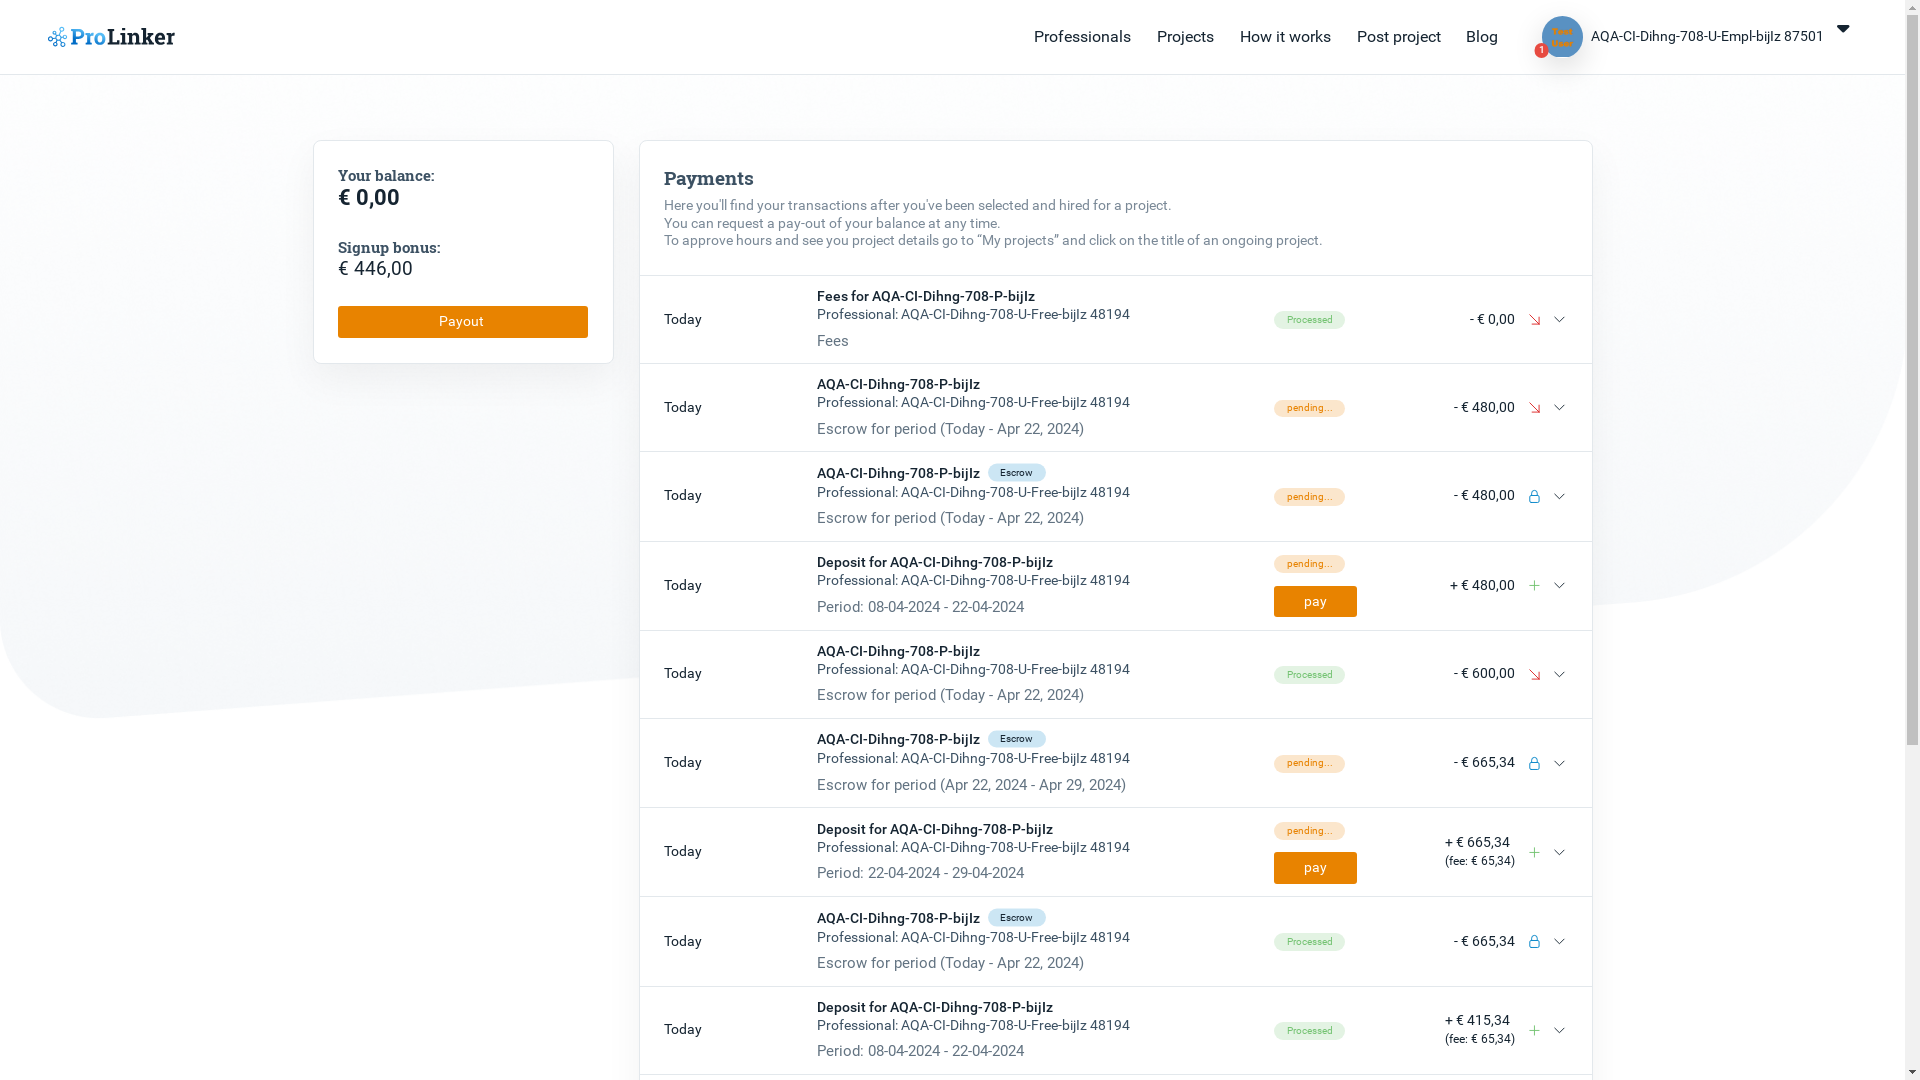 ProLinker
Professionals
Projects
How it works
Post project
Blog
Test
User
1
AQA-CI-Dihng-708-U-Empl-bijIz 87501
Your balance:
€ 0,00
Signup bonus:
€ 446,00
Payout
Payments
Here you'll find your transactions after you've been selected and hired for a project.
You can request a pay-out of your balance at any time.
To approve hours and see you project details go to “My projects” and click on the title of an ongoing project.
Today
Fees for AQA-CI-Dihng-708-P-bijIz
Professional: AQA-CI-Dihng-708-U-Free-bijIz 48194
Fees
Processed
- € 0,00
Today
AQA-CI-Dihng-708-P-bijIz
Professional: AQA-CI-Dihng-708-U-Free-bijIz 48194
Escrow for period (Today - Apr 22, 2024)
pending...
- € 480,00
Today
AQA-CI-Dihng-708-P-bijIz Escrow
Professional: AQA-CI-Dihng-708-U-Free-bijIz 48194
Escrow for period (Today - Apr 22, 2024)
pending...
- € 480,00
Today
Deposit for AQA-CI-Dihng-708-P-bijIz
Professional: AQA-CI-Dihng-708-U-Free-bijIz 48194
Period: 08-04-2024 - 22-04-2024
pending...
pay
+ € 480,00
Today
AQA-CI-Dihng-708-P-bijIz
Professional: AQA-CI-Dihng-708-U-Free-bijIz 48194
Escrow for period (Today - Apr 22, 2024)
Processed
- € 600,00
Today
AQA-CI-Dihng-708-P-bijIz Escrow
Professional: AQA-CI-Dihng-708-U-Free-bijIz 48194
Escrow for period (Apr 22, 2024 - Apr 29, 2024)
pending...
- € 665,34
Today
Deposit for AQA-CI-Dihng-708-P-bijIz
Professional: AQA-CI-Dihng-708-U-Free-bijIz 48194
Period: 22-04-2024 - 29-04-2024
pending...
pay
+ € 665,34
(fee: € 65,34)
Today
AQA-CI-Dihng-708-P-bijIz Escrow
Professional: AQA-CI-Dihng-708-U-Free-bijIz 48194
Escrow for period (Today - Apr 22, 2024)
Processed
- € 665,34
Today
Deposit for AQA-CI-Dihng-708-P-bijIz
Professional: AQA-CI-Dihng-708-U-Free-bijIz 48194
Period: 08-04-2024 - 22-04-2024
Processed
+ € 415,34
(fee: € 65,34)